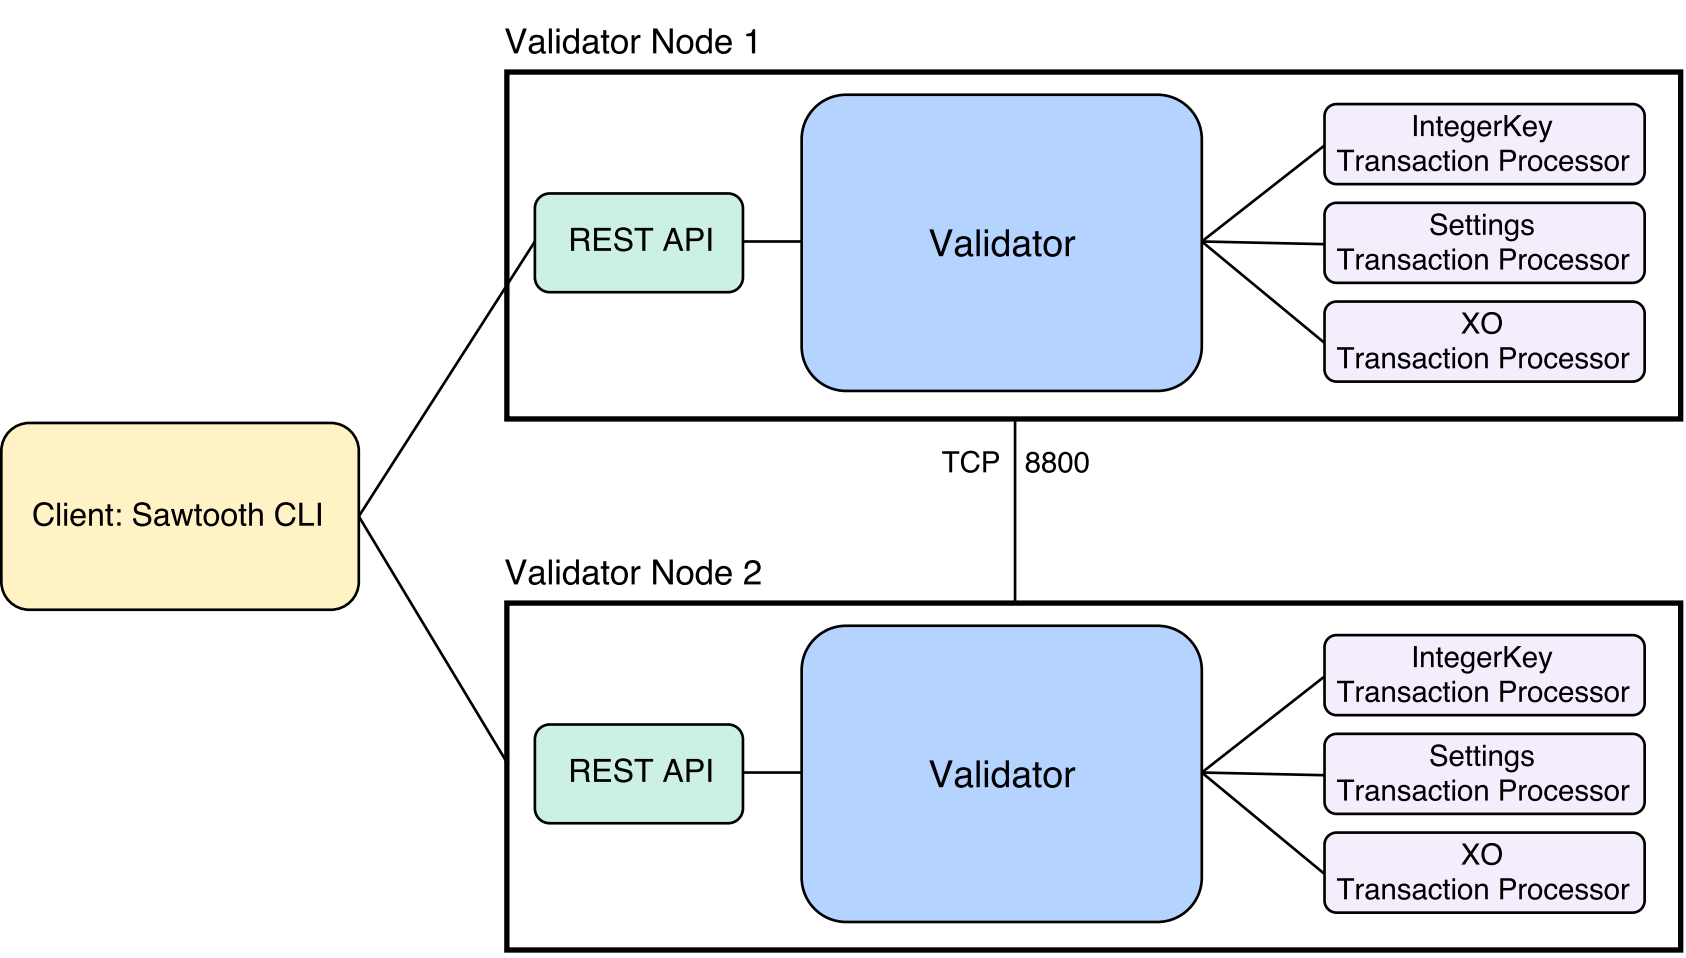 Validator Node 1
REST API
Validator
IntegerKey
Transaction Processor
Settings
Transaction Processor
XO
Transaction Processor
TCP 8800
Client: Sawtooth CLI
Validator Node 2
REST API
Validator
IntegerKey
Transaction Processor
Settings
Transaction Processor
XO
Transaction Processor